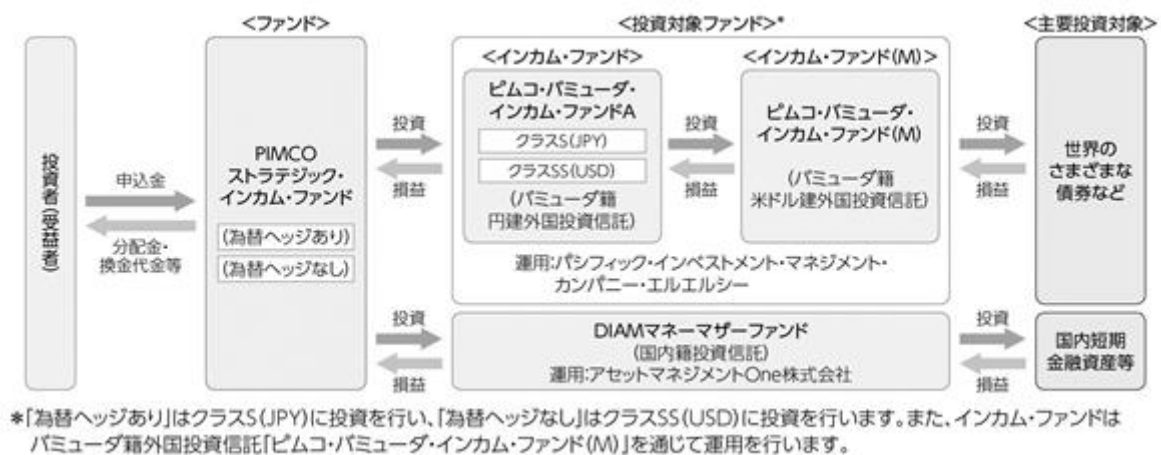 <ファンド>
<投資対象ファンド>*
<主要投資対象>
<インカム・ファンド>
<インカム・ファンド(M)>
投資者(受益者)
申込金
分配金・
換金代金等
PIMCO
ストラテジック・
インカム・ファンド
(為替ヘッジあり)
(為替ヘッジなし)
投資
損益
ピムコ・バミューダ・
インカム・ファンドA
クラスS(JPY)
クラスSS(USD)
(バミューダ籍
円建外国投資信託)
投資
損益
ピムコ・バミューダ・
インカム・ファンド(M)
(バミューダ籍
米ドル建外国投資信託)
運用:パシフィック・インベストメント・マネジメント・
カンパニー・エルエルシー
投資
損益
世界の
さまざまな
債券など
投資
損益
DIAMマネーマザーファンド
(国内籍投資信託)
運用:アセットマネジメントOne株式会社
投資
損益
国内短期
金融資産等
*「為替ヘッジあり」はクラスS(JPY)に投資を行い、「為替ヘッジなし」はクラスSS(USD)に投資を行います。また、インカム・ファンドは
バミューダ籍外国投資信託「ピムコ・バミューダ・インカム・ファンド(M)」を通じて運用を行います。